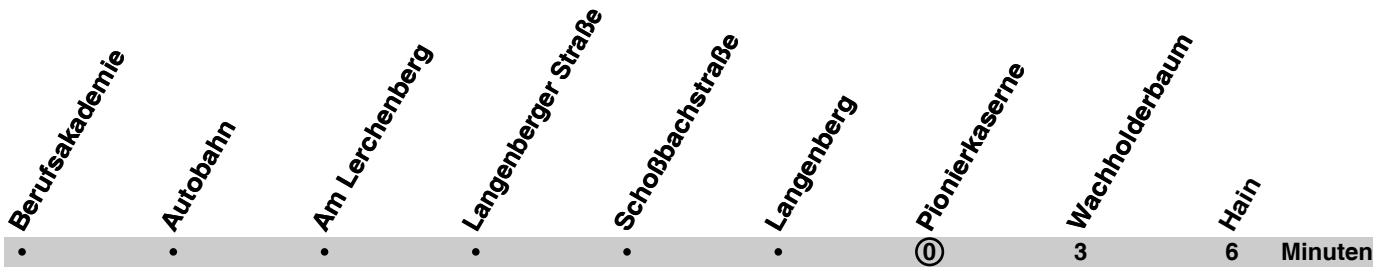 Berufsakademie
Autobahn
Am Lerchenberg
Langenberger Straße
Schoßbachstraße
Langenberg
Pionierkaserne
Wachholderbaum
Hain
• • • • • • 0 3 6 Minuten